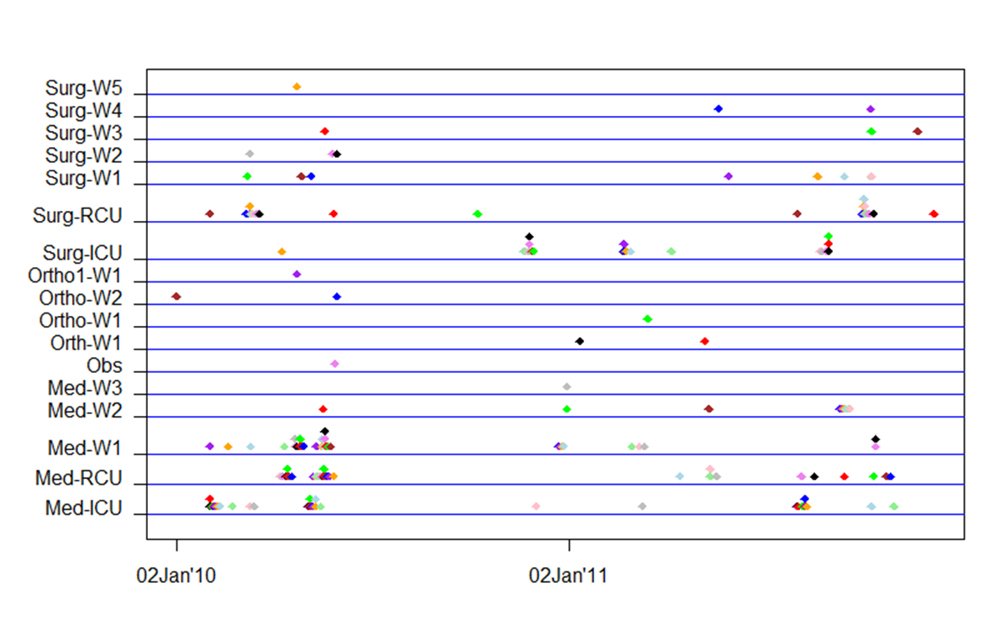 Surg-W5
Surg-W4
Surg-W3
Surg-W2
Surg-W1
Surg-RCU
Surg-ICU
Ortho1-W1
Ortho-W2
Ortho-W1
Orth-W1
Obs
Med-W3
Med-W2
Med-W1
Med-RCU
Med-ICU
02Jan'10 02Jan'11